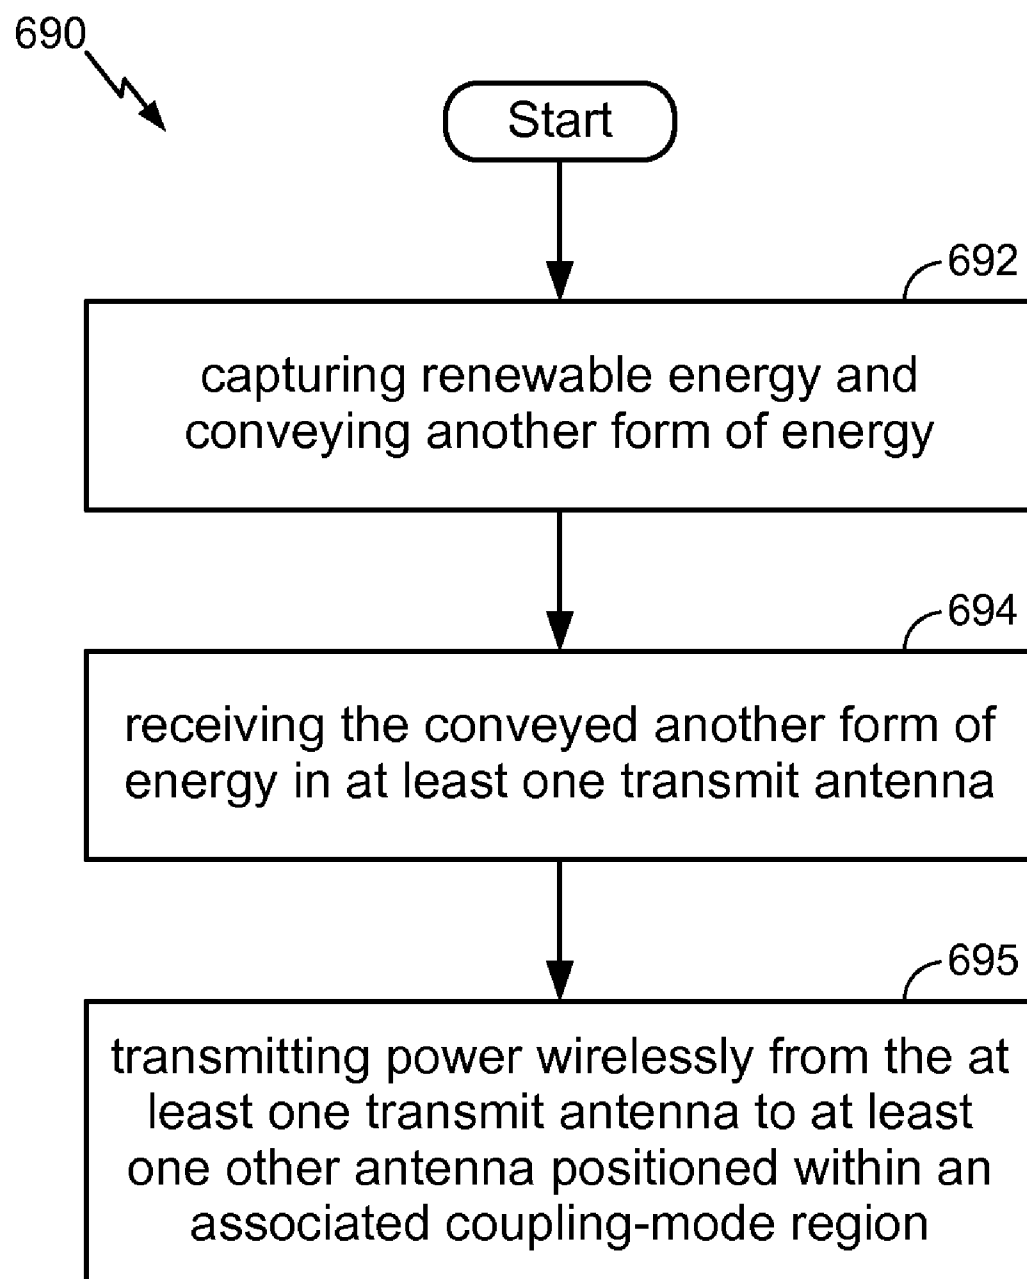 690
Start
692
capturing renewable energy and
conveying another form of energy
694
receiving the conveyed another form of
energy in at least one transmit antenna
695
transmitting power wirelessly from the at
least one transmit antenna to at least
one other antenna positioned within an
associated coupling-mode region